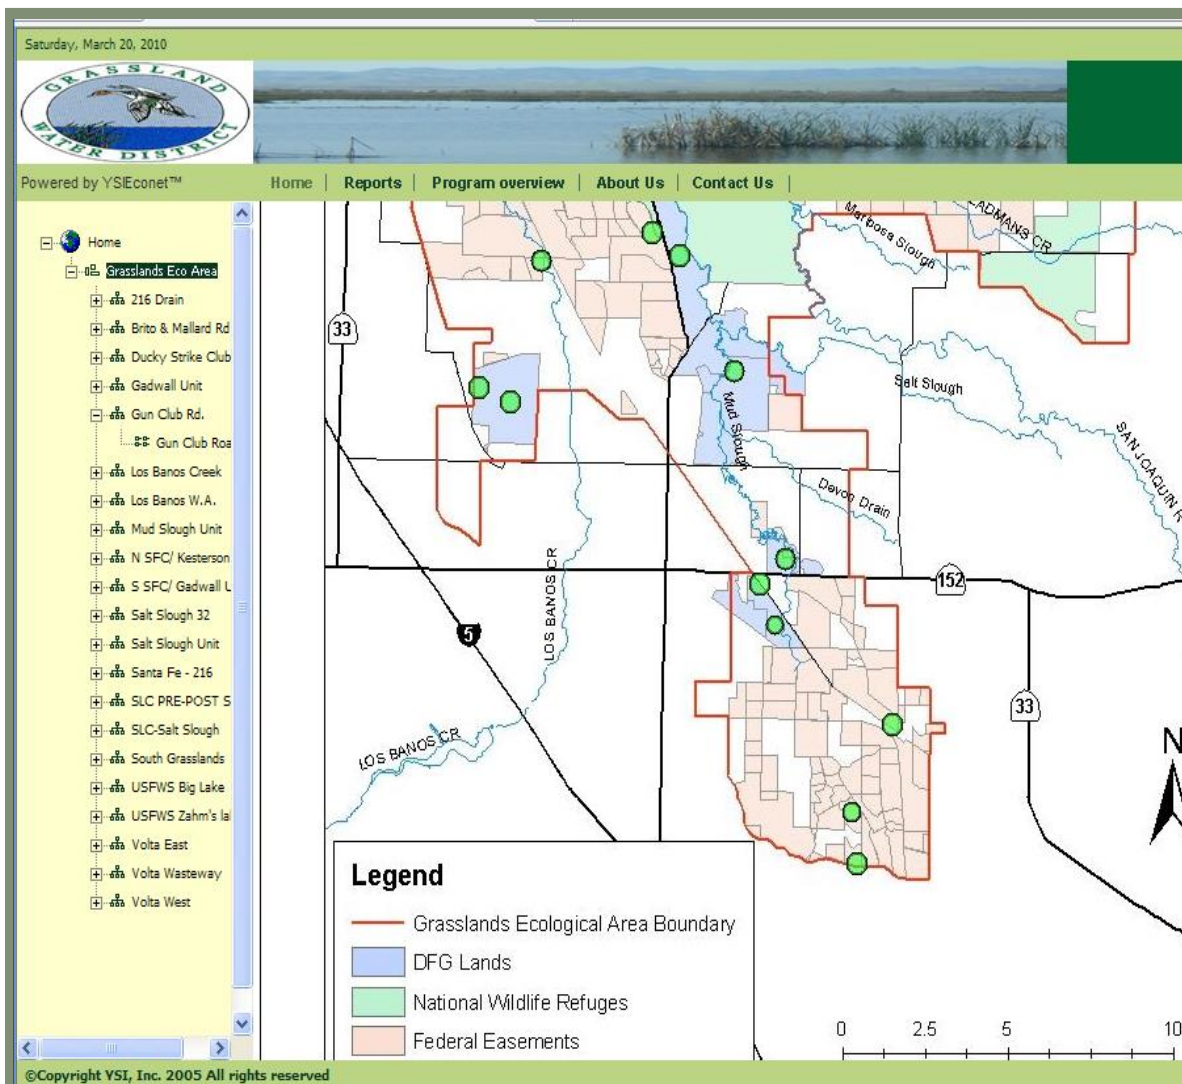 Saturday, March 20, 2010
GRASSLAND
WATER DISTRICT
Powered by YSIEconet™
Home | Reports | Program overview | About Us | Contact Us |
Home
Grasslands Eco Area
216 Drain
Brito & Mallard Rd
Ducky Strike Club
Gadwall Unit
Gun Club Rd.
Gun Club Roa
Los Banos Creek
Los Banos W.A.
Mud Slough Unit
N SFC/ Kesterson
S SFC/ Gadwall U
Salt Slough 32
Salt Slough Unit
Santa Fe - 216
SLC PRE-POST S
SLC-Salt Slough
South Grasslands
USFWS Big Lake
USFWS Zahm's la
Volta East
Volta Wasteway
Volta West
Mariposa Slough
EADMANS CR
33
Salt Slough
Mud Slough
SAN JOAQUIN R
Devon Drain
LOS BANOS CR
152
5
33
LOS BANOS CR
N
Legend
Grasslands Ecological Area Boundary
DFG Lands
National Wildlife Refuges
Federal Easements
0 2.5 5 10
©Copyright YSI, Inc. 2005 All rights reserved